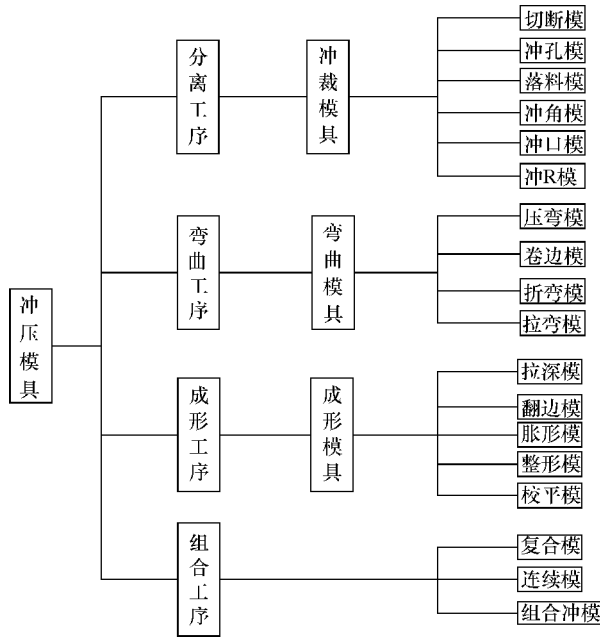 冲压模具
分离工序
冲裁模具
切断模
冲孔模
落料模
冲角模
冲口模
冲R模
弯曲工序
弯曲模具
压弯模
卷边模
折弯模
拉弯模
成形工序
成形模具
拉深模
翻边模
胀形模
整形模
校平模
组合工序
复合模
连续模
组合冲模